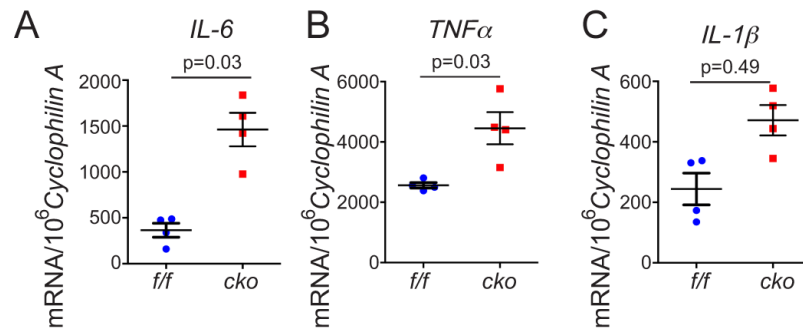 A
IL-6
p=0.03
mRNA/10⁶Cyclophilin A
2000
1500
1000
500
0
f/f
cko
B
TNFα
p=0.03
mRNA/10⁶Cyclophilin A
6000
4000
2000
0
f/f
cko
C
IL-1β
p=0.49
mRNA/10⁶Cyclophilin A
600
400
200
0
f/f
cko